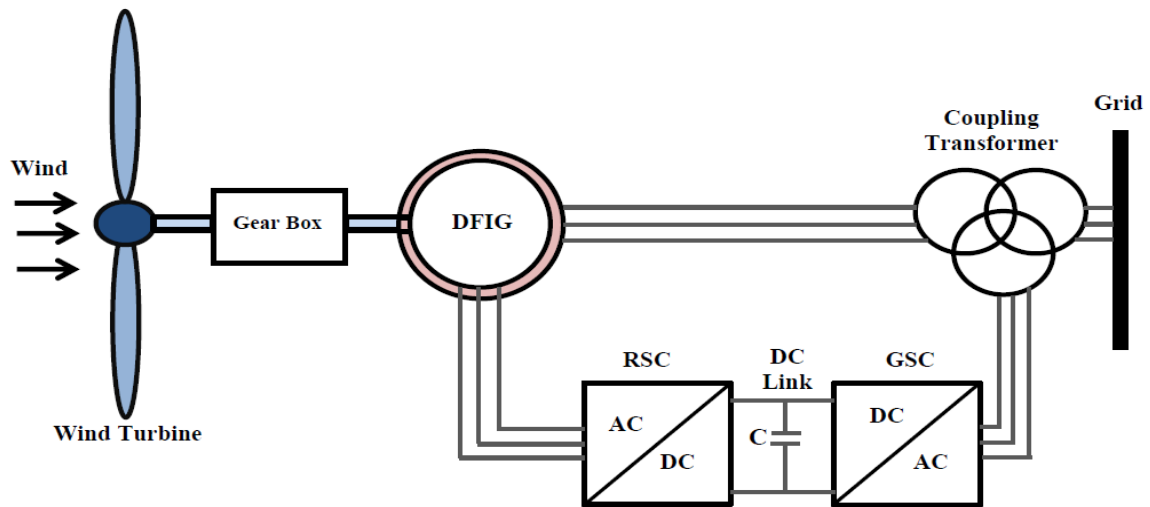 Wind
Wind Turbine
Gear Box
DFIG
Coupling
Transformer
Grid
RSC
AC
DC
DC
Link
C
GSC
DC
AC